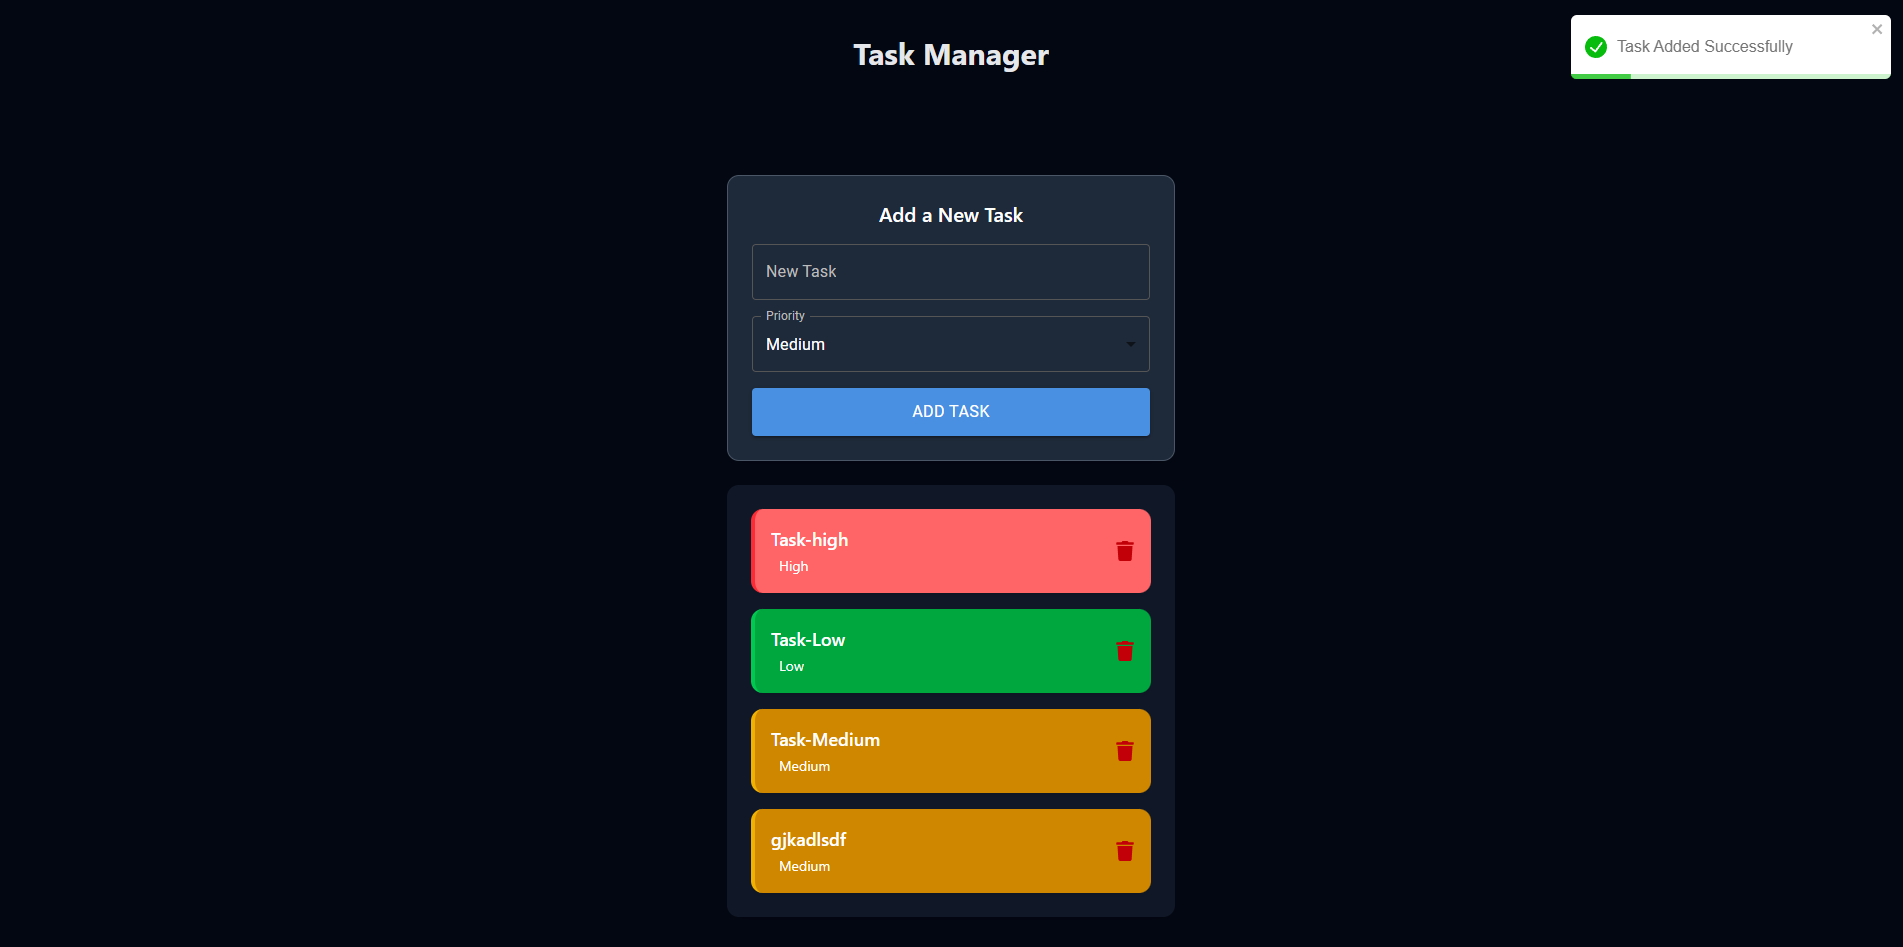 Task Manager
Task Added Successfully
Add a New Task
New Task
Priority
Medium
ADD TASK
Task-high
High
Task-Low
Low
Task-Medium
Medium
gjkadlsdf
Medium